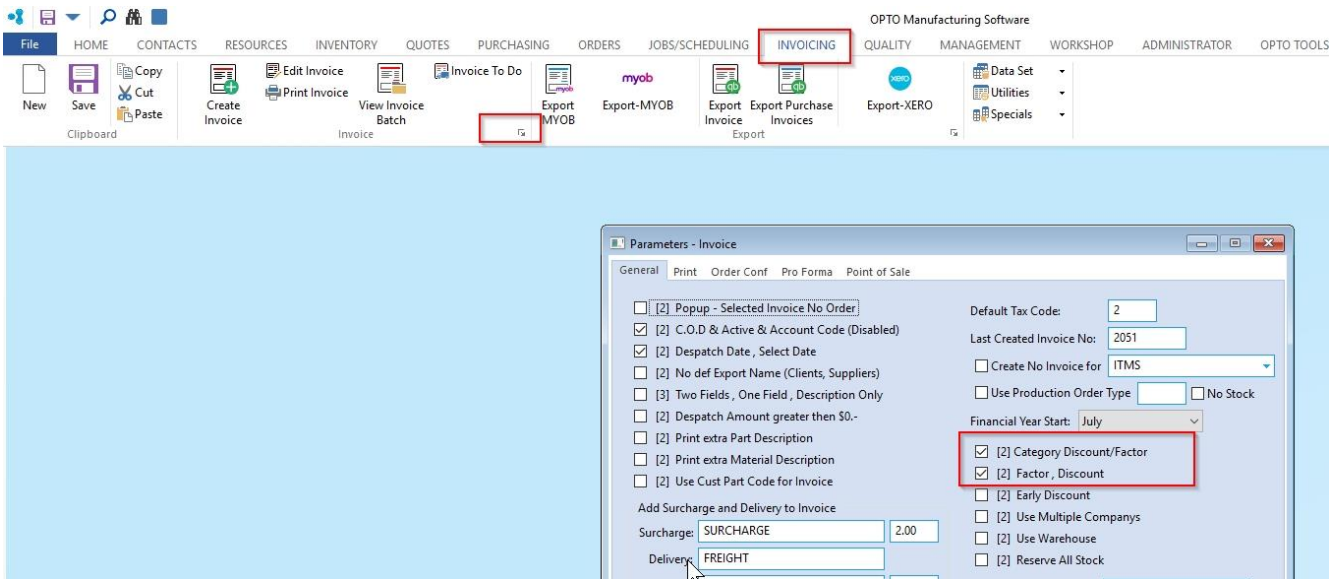 OPTO Manufacturing Software
File HOME CONTACTS RESOURCES INVENTORY QUOTES PURCHASING ORDERS JOBS/SCHEDULING INVOICING QUALITY MANAGEMENT WORKSHOP ADMINISTRATOR OPTO TOOLS
New
Save
Copy
Cut
Paste
Clipboard
Create
Invoice
Edit Invoice
Print Invoice
View Invoice
Batch
Invoice To Do
Invoice
Export
MYOB
myob
Export-MYOB
Export
Invoice
Export Purchase
Invoices
xero
Export-XERO
Export
Data Set
Utilities
Specials
Parameters - Invoice
General Print Order Conf Pro Forma Point of Sale
[2] Popup - Selected Invoice No Order
[2] C.O.D & Active & Account Code (Disabled)
[2] Despatch Date , Select Date
[2] No def Export Name (Clients, Suppliers)
[3] Two Fields , One Field , Description Only
[2] Despatch Amount greater then $0.-
[2] Print extra Part Description
[2] Print extra Material Description
[2] Use Cust Part Code for Invoice
Add Surcharge and Delivery to Invoice
Surcharge: SURCHARGE 2.00
Delivery: FREIGHT
Default Tax Code: 2
Last Created Invoice No: 2051
Create No Invoice for ITMS
Use Production Order Type No Stock
Financial Year Start: July
[2] Category Discount/Factor
[2] Factor , Discount
[2] Early Discount
[2] Use Multiple Companys
[2] Use Warehouse
[2] Reserve All Stock